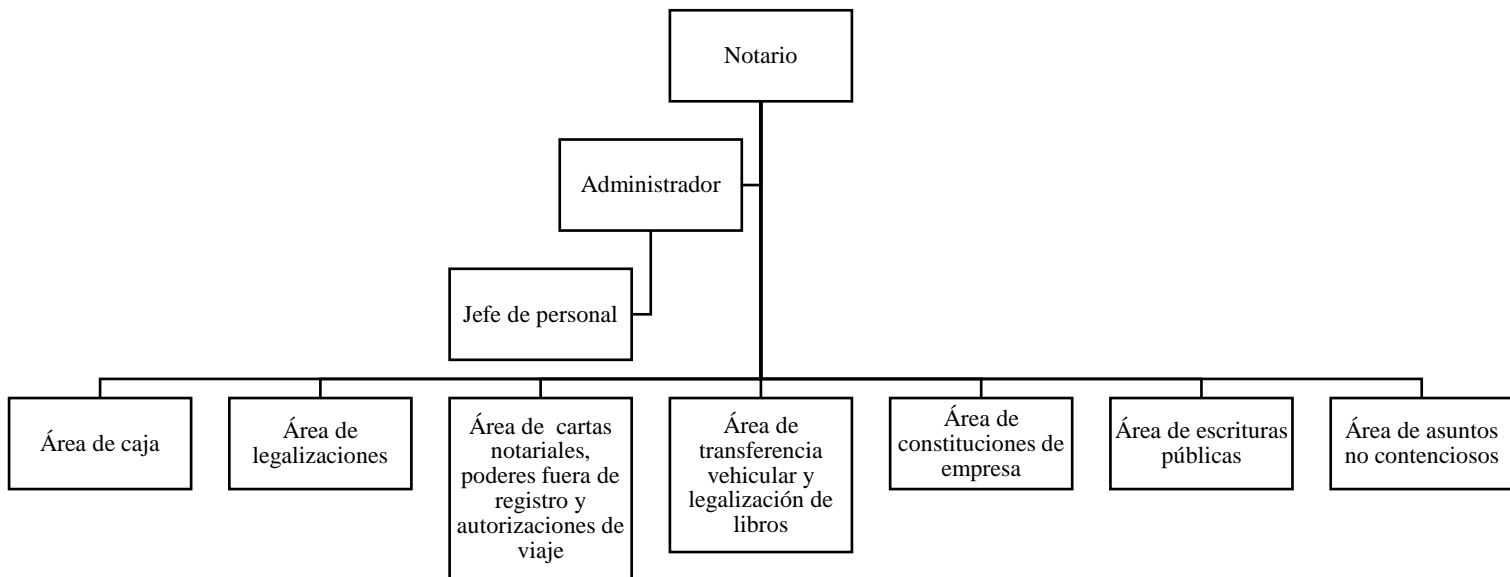 Notario
Administrador
Jefe de personal
Área de caja
Área de
legalizaciones
Área de  cartas
notariales,
poderes fuera de
registro y
autorizaciones de
viaje
Área de
transferencia
vehicular y
legalización de
libros
Área de
constituciones de
empresa
Área de escrituras
públicas
Área de asuntos
no contenciosos